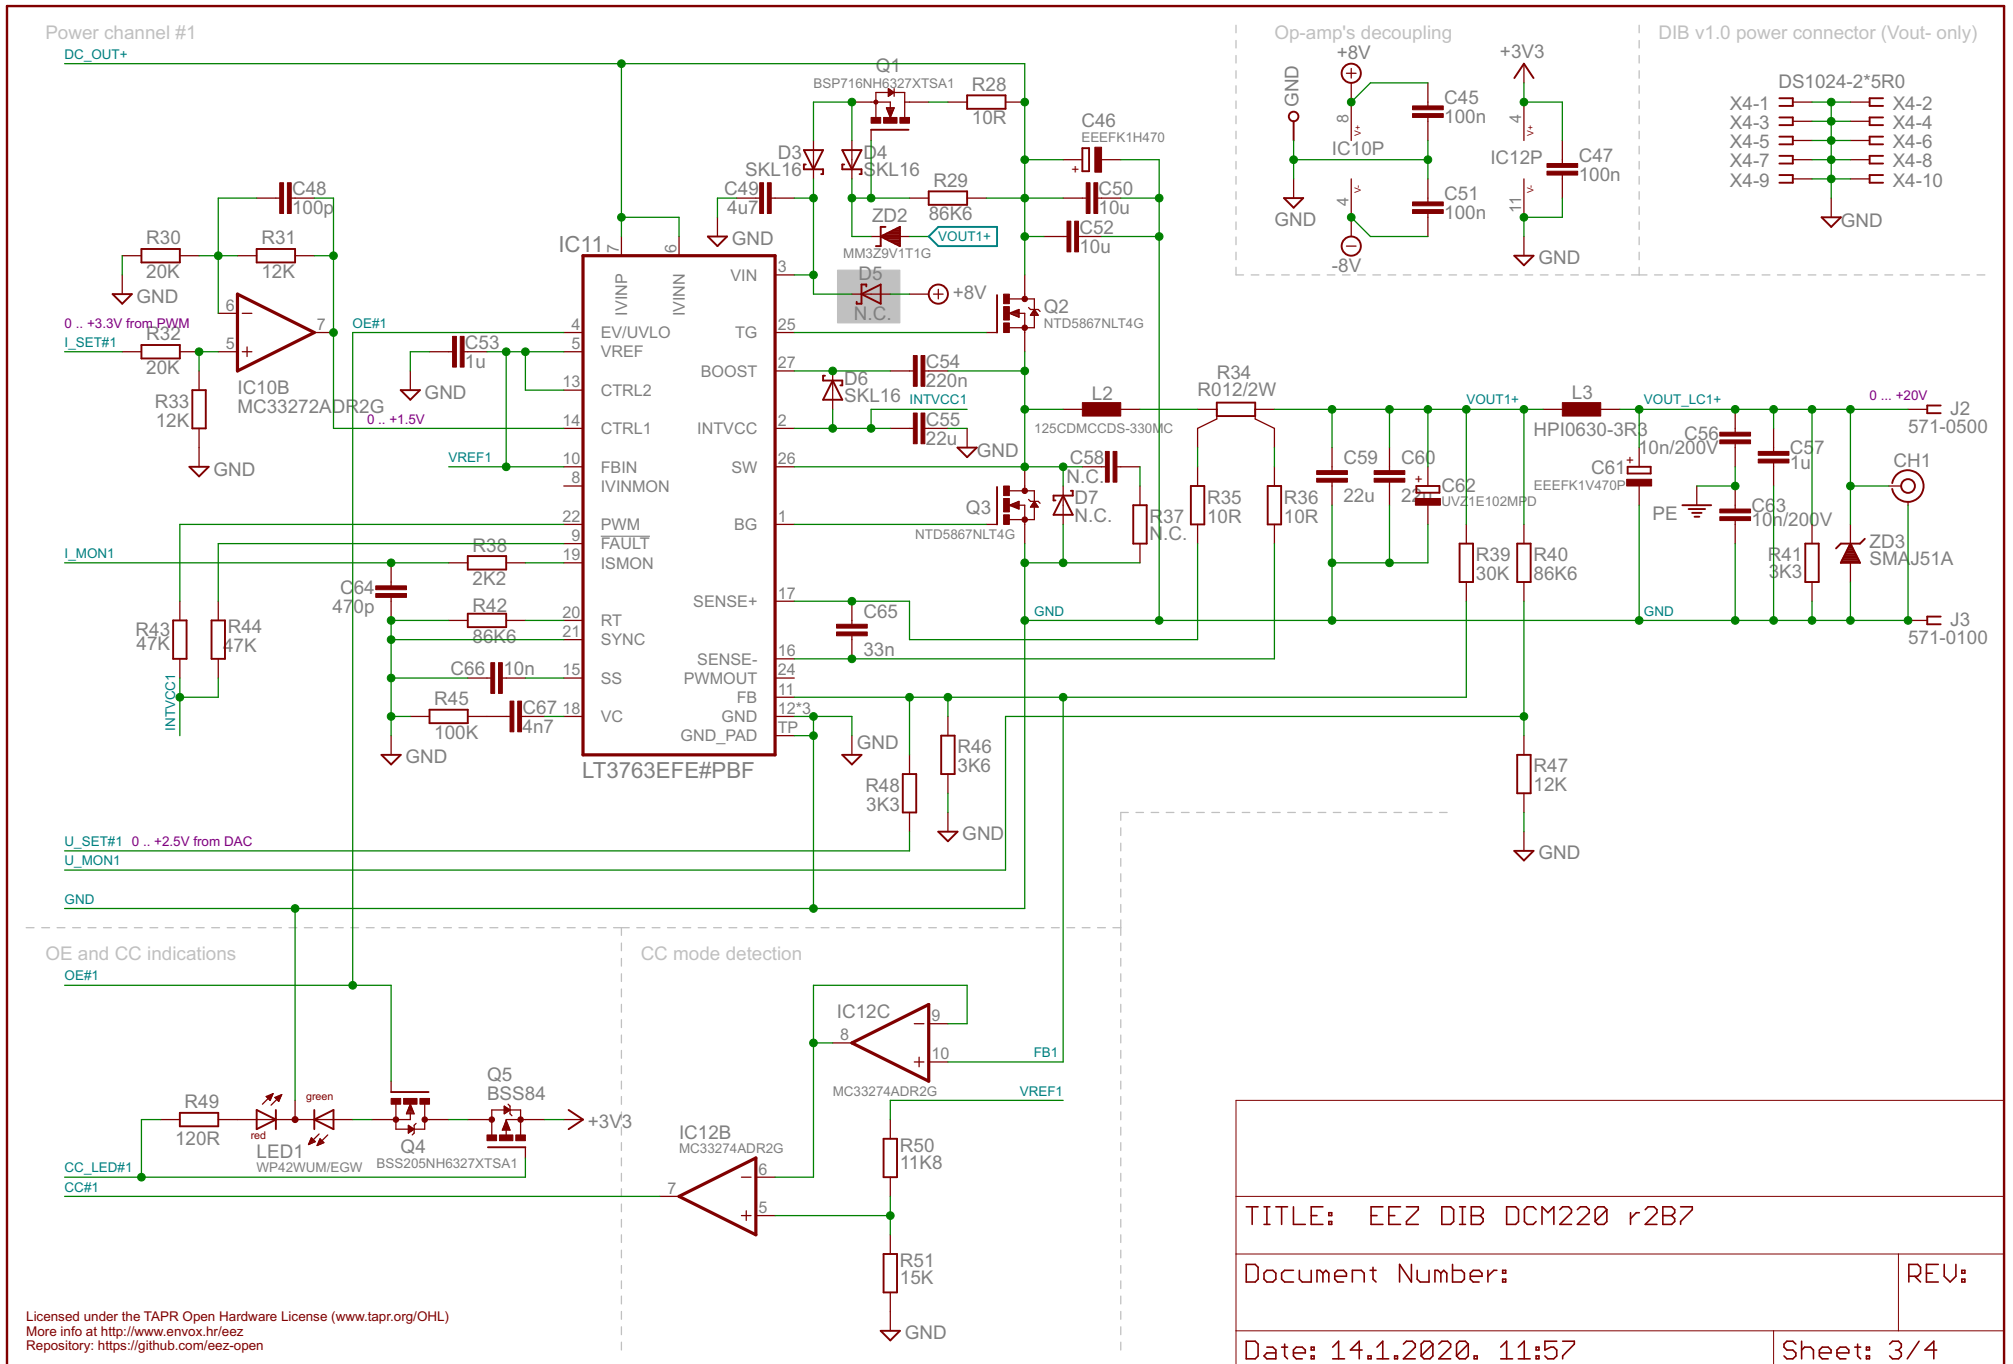 Power channel #1
DC_OUT+
Q1
BSP716NH6327XTSA1
R28
10R
D3
SKL16
D4
SKL16
C46
EEEFK1H470
C49
4u7
GND
R29
86K6
C50
10u
C52
10u
ZD2
MM3Z9V1T1G
VOUT1+
D5
N.C.
+8V
C48
100p
R30
20K
R31
12K
GND
0 .. +3.3V from PWM
I_SET#1
R32
20K
R33
12K
GND
6
5
7
IC10B
MC33272ADR2G
0 .. +1.5V
OE#1
C53
1u
GND
VREF1
IC11
7
6
IVINP
IVINN
4 EV/UVLO
5 VREF
13 CTRL2
14 CTRL1
10 FBIN
8 IVINMON
22 PWM
9 FAULT
19 ISMON
20 RT
21 SYNC
15 SS
18 VC
VIN 3
TG 25
BOOST 27
INTVCC 2
SW 26
BG 1
SENSE+ 17
SENSE- 16
PWMOUT 24
FB 11
GND 12*3
GND_PAD TP
LT3763EFE#PBF
Q2
NTD5867NLT4G
C54
220n
D6
SKL16
INTVCC1
C55
22u
GND
L2
125CDMCCDS-330MC
R34
R012/2W
C58
N.C.
D7
N.C.
R37
N.C.
Q3
NTD5867NLT4G
R35
10R
R36
10R
C59
22u
C60
22u
C62
UVZ1E102MPD
VOUT1+
L3
HPI0630-3R3
VOUT_LC1+
0 ... +20V
J2
571-0500
C56
10n/200V
C57
1u
C61
EEEFK1V470P
PE
C63
10n/200V
CH1
R39
30K
R40
86K6
R41
3K3
ZD3
SMAJ51A
GND
GND
J3
571-0100
C65
33n
I_MON1
R38
2K2
C64
470p
R42
86K6
R43
47K
R44
47K
INTVCC1
C66
10n
R45
100K
C67
4n7
GND
GND
R46
3K6
R48
3K3
GND
R47
12K
GND
U_SET#1 0 .. +2.5V from DAC
U_MON1
GND
Op-amp's decoupling
+8V
GND
GND
8
V+
IC10P
4
V-
-8V
C45
100n
C51
100n
+3V3
4
V+
IC12P
11
V-
C47
100n
GND
DIB v1.0 power connector (Vout- only)
DS1024-2*5R0
X4-1 X4-2
X4-3 X4-4
X4-5 X4-6
X4-7 X4-8
X4-9 X4-10
GND
OE and CC indications
OE#1
R49
120R
red
green
LED1
WP42WUM/EGW
Q4
BSS205NH6327XTSA1
Q5
BSS84
+3V3
CC_LED#1
CC#1
CC mode detection
IC12C
8
9
10
MC33274ADR2G
FB1
VREF1
IC12B
MC33274ADR2G
7
6
5
R50
11K8
R51
15K
GND
Licensed under the TAPR Open Hardware License (www.tapr.org/OHL)
More info at http://www.envox.hr/eez
Repository: https://github.com/eez-open
TITLE: EEZ DIB DCM220 r2B7
Document Number:
REV:
Date: 14.1.2020. 11:57
Sheet: 3/4